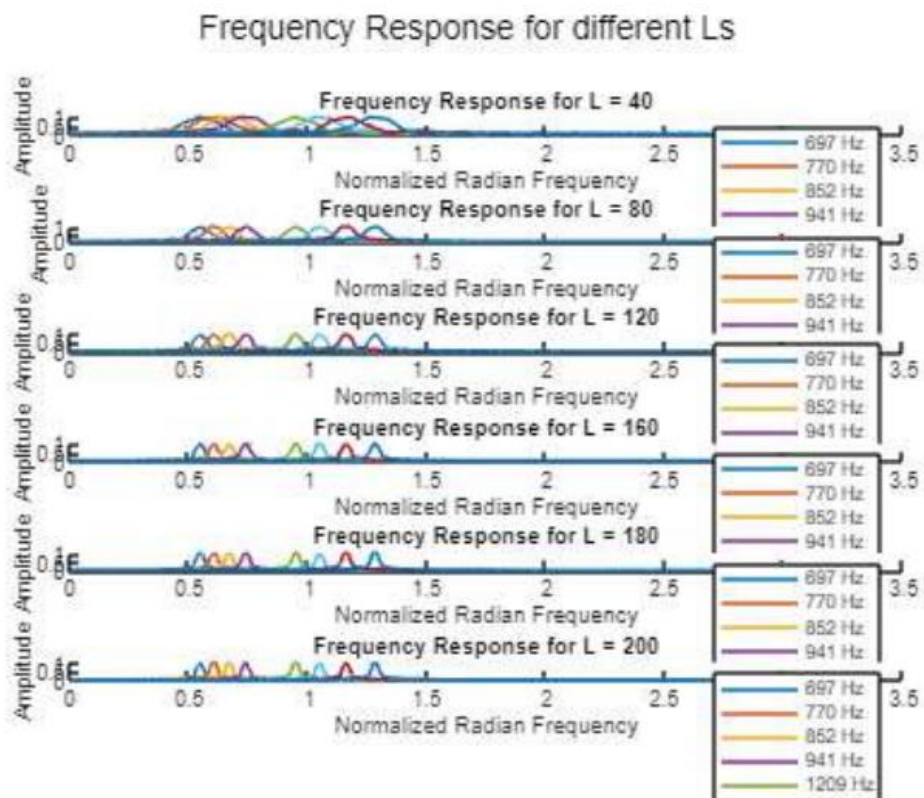 Frequency Response for different Ls
Frequency Response for L = 40
Amplitude
0 0.5 1 1.5 2 2.5 3.5
Normalized Radian Frequency
697 Hz
770 Hz
852 Hz
941 Hz
Frequency Response for L = 80
Amplitude
0 0.5 1 1.5 2 2.5 3.5
Normalized Radian Frequency
697 Hz
770 Hz
852 Hz
941 Hz
Frequency Response for L = 120
Amplitude
0 0.5 1 1.5 2 2.5 3.5
Normalized Radian Frequency
697 Hz
770 Hz
852 Hz
941 Hz
Frequency Response for L = 160
Amplitude
0 0.5 1 1.5 2 2.5 3.5
Normalized Radian Frequency
697 Hz
770 Hz
852 Hz
941 Hz
Frequency Response for L = 180
Amplitude
0 0.5 1 1.5 2 2.5 3.5
Normalized Radian Frequency
697 Hz
770 Hz
852 Hz
941 Hz
Frequency Response for L = 200
Amplitude
0 0.5 1 1.5 2 2.5 3.5
Normalized Radian Frequency
697 Hz
770 Hz
852 Hz
941 Hz
1209 Hz